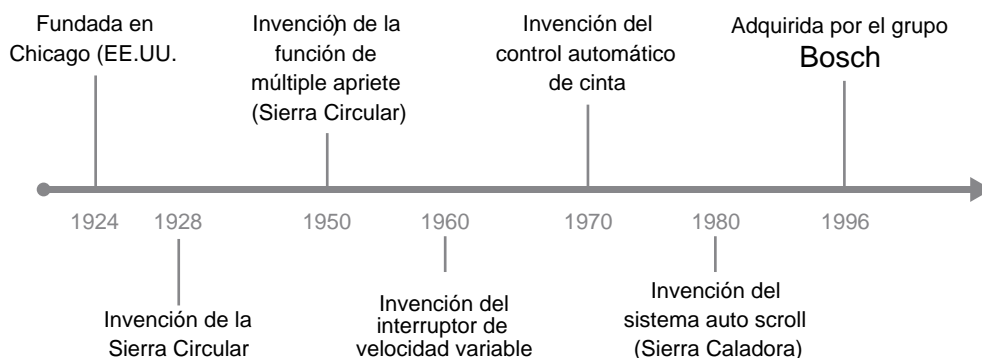 Fundada en
Chicago (EE.UU.
Invención de la
función de
múltiple apriete
(Sierra Circular)
Invención del
control automático
de cinta
Adquirida por el grupo
Bosch
1924
1928
1950
1960
1970
1980
1996
Invención de la
Sierra Circular
Invención del
interruptor de
velocidad variable
Invención del
sistema auto scroll
(Sierra Caladora)